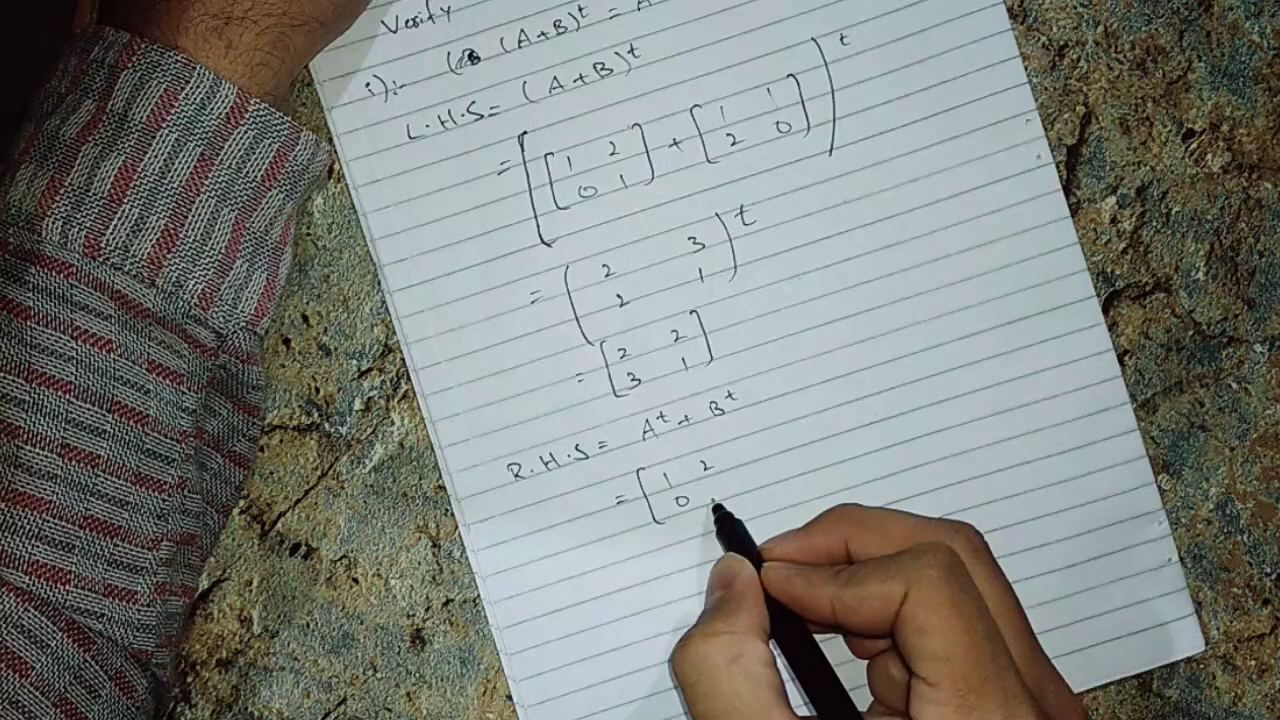 Verify
i):- (A+B)^t = A
L.H.S = (A+B)^t
= [[1 2] + [1 1])^t
[0 1] [2 0]
= (2 3)^t
(2 1)
= [2 2]
[3 1]
R.H.S = A^t + B^t
= [1 2
[0